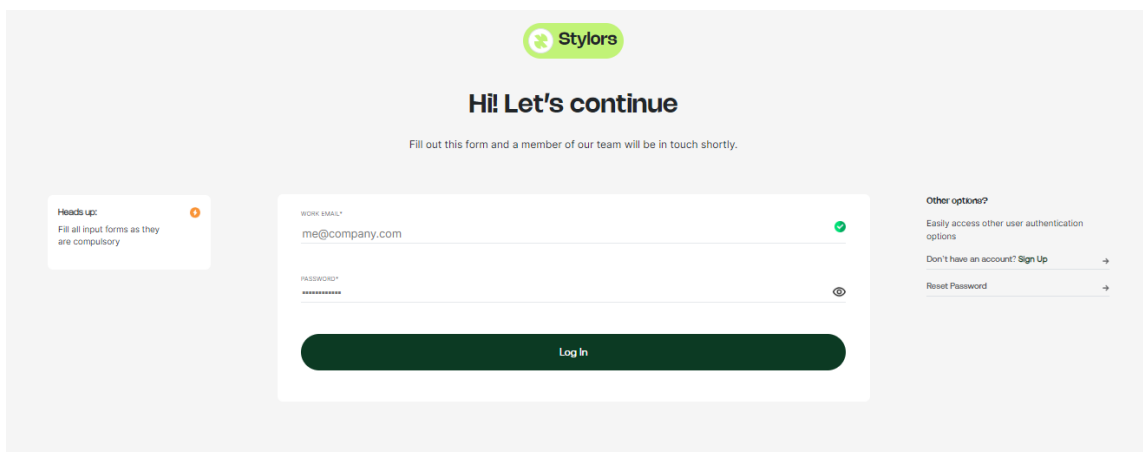 Stylors
Hi! Let's continue
Fill out this form and a member of our team will be in touch shortly.
Heads up:
Fill all input forms as they
are compulsory
WORK EMAIL*
me@company.com
PASSWORD*
Log In
Other options?
Easily access other user authentication
options
Don't have an account? Sign Up
Reset Password